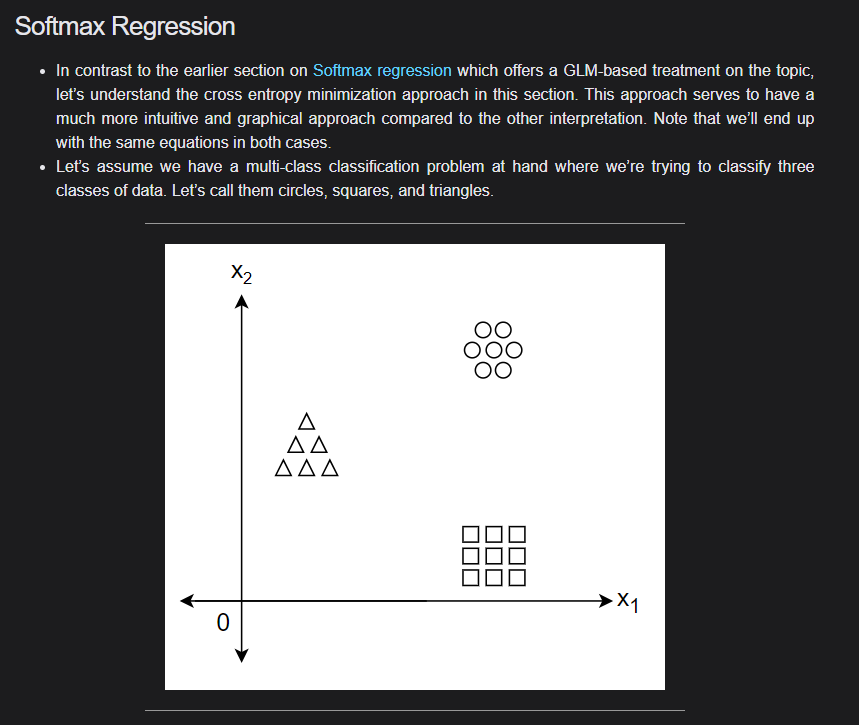 Softmax Regression
• In contrast to the earlier section on Softmax regression which offers a GLM-based treatment on the topic,
let’s understand the cross entropy minimization approach in this section. This approach serves to have a
much more intuitive and graphical approach compared to the other interpretation. Note that we’ll end up
with the same equations in both cases.
• Let’s assume we have a multi-class classification problem at hand where we’re trying to classify three
classes of data. Let’s call them circles, squares, and triangles.
x₂
x₁
0